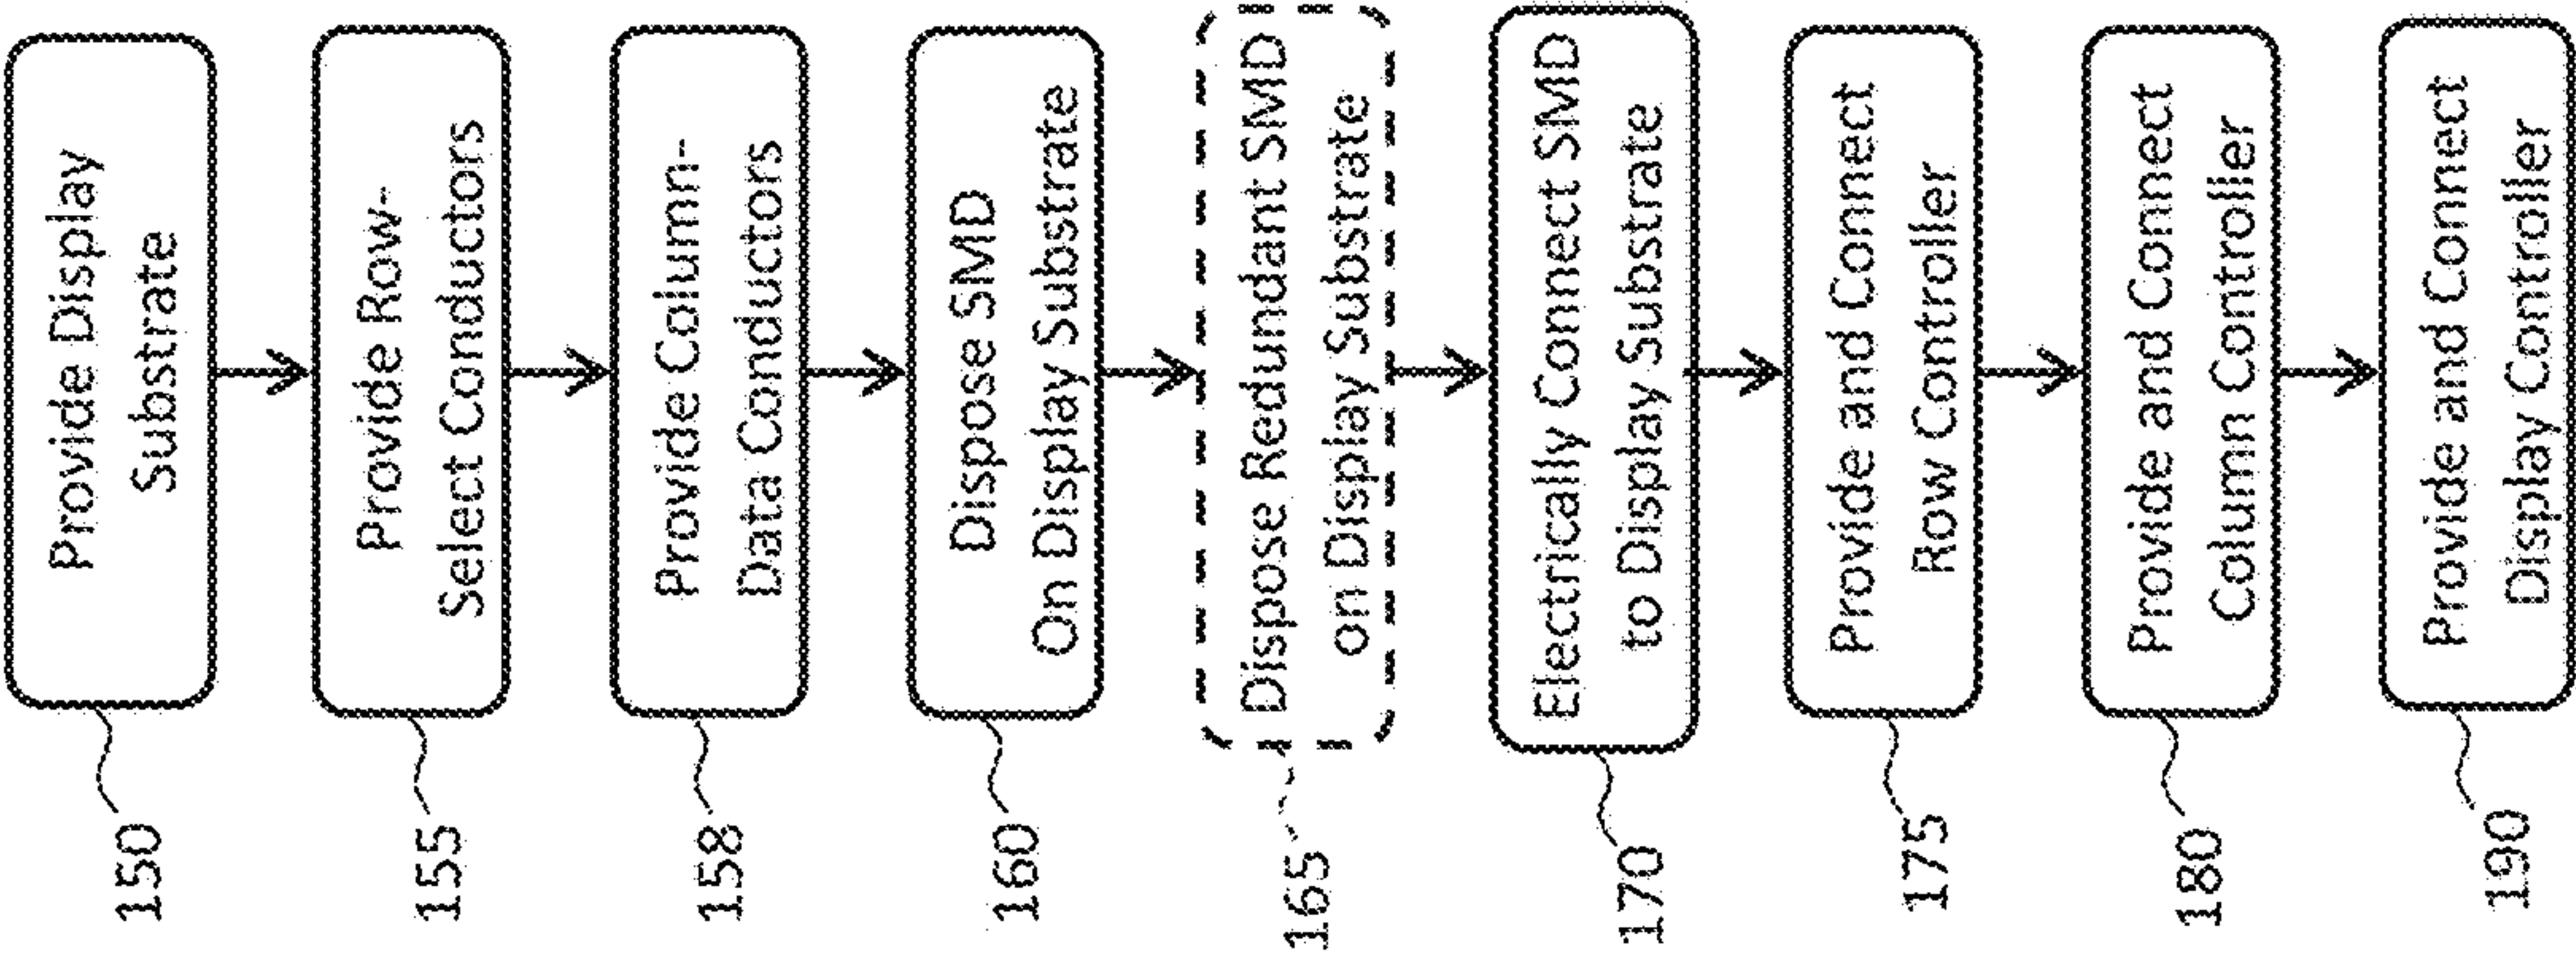 150
Provide Display
Substrate
155
Provide Row-
Select Conductors
158
Provide Column-
Data Conductors
160
Dispose SMD
On Display Substrate
165
Dispose Redundant SMD
on Display Substrate
170
Electrically Connect SMD
to Display Substrate
175
Provide and Connect
Row Controller
180
Provide and Connect
Column Controller
190
Provide and Connect
Display Controller